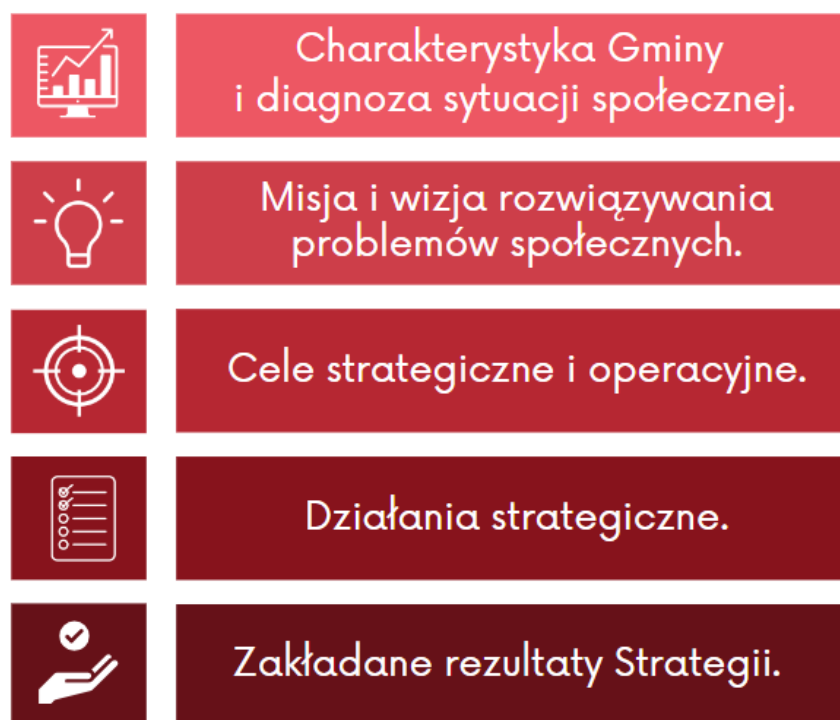 Charakterystyka Gminy
i diagnoza sytuacji społecznej.
Misja i wizja rozwiązywania
problemów społecznych.
Cele strategiczne i operacyjne.
Działania strategiczne.
Zakładane rezultaty Strategii.